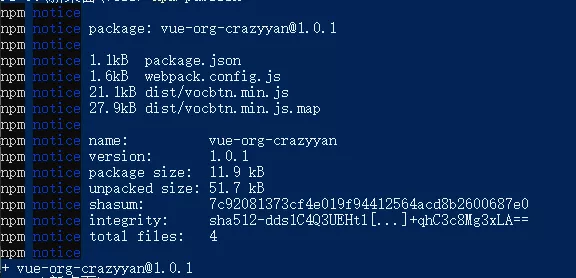 npm notice
npm notice package: vue-org-crazyyan@1.0.1
npm notice
npm notice 1.1kB  package.json
npm notice 1.6kB  webpack.config.js
npm notice 21.1kB dist/vocbtn.min.js
npm notice 27.9kB dist/vocbtn.min.js.map
npm notice
npm notice name:          vue-org-crazyyan
npm notice version:       1.0.1
npm notice package size:  11.9 kB
npm notice unpacked size: 51.7 kB
npm notice shasum:        7c92081373cf4e019f94412564acd8b2600687e0
npm notice integrity:     sha512-dds1C4Q3UEHt1[...]+qhC3c8Mg3xLA==
npm notice total files:   4
npm notice
+ vue-org-crazyyan@1.0.1